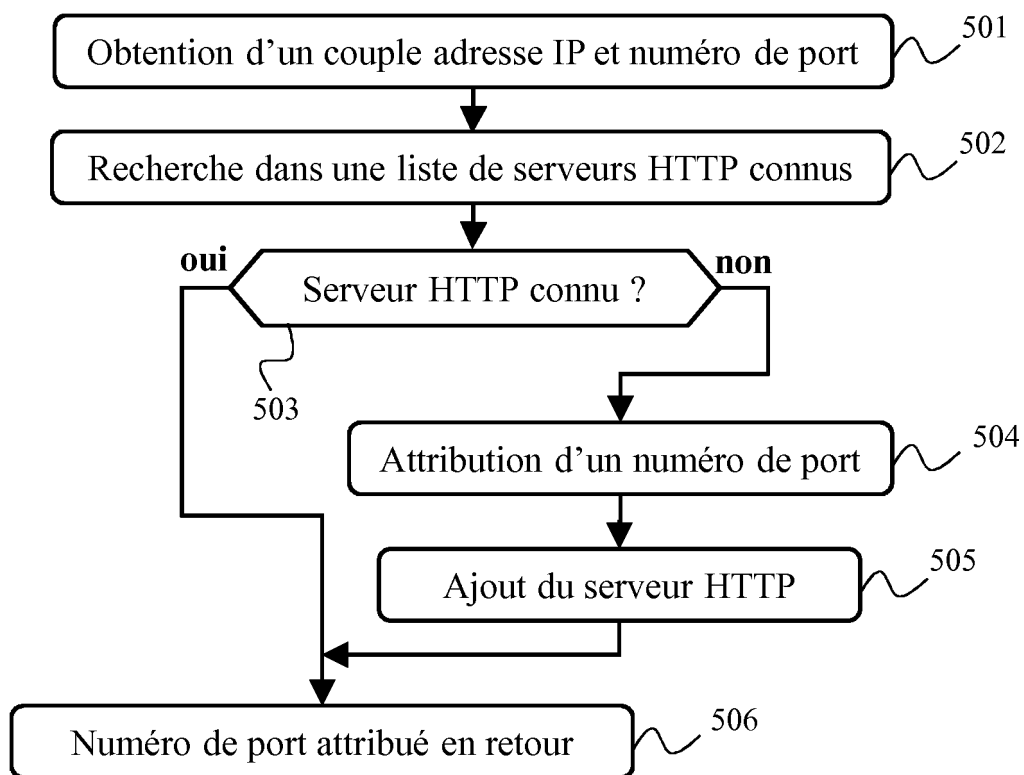 Obtention d’un couple adresse IP et numéro de port
501
Recherche dans une liste de serveurs HTTP connus
502
oui
non
Serveur HTTP connu ?
503
Attribution d’un numéro de port
504
Ajout du serveur HTTP
505
Numéro de port attribué en retour
506